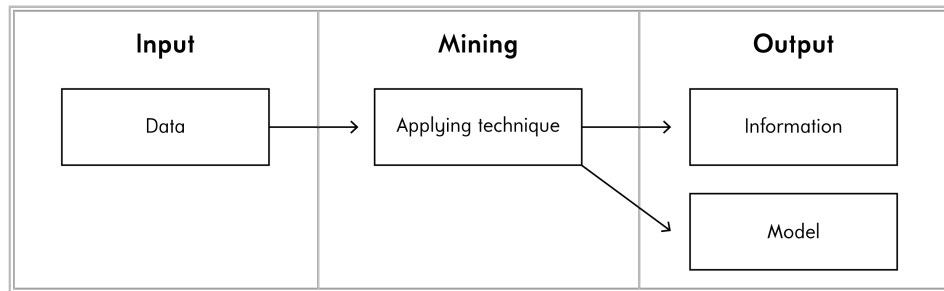 Input
Mining
Output
Data
Applying technique
Information
Model